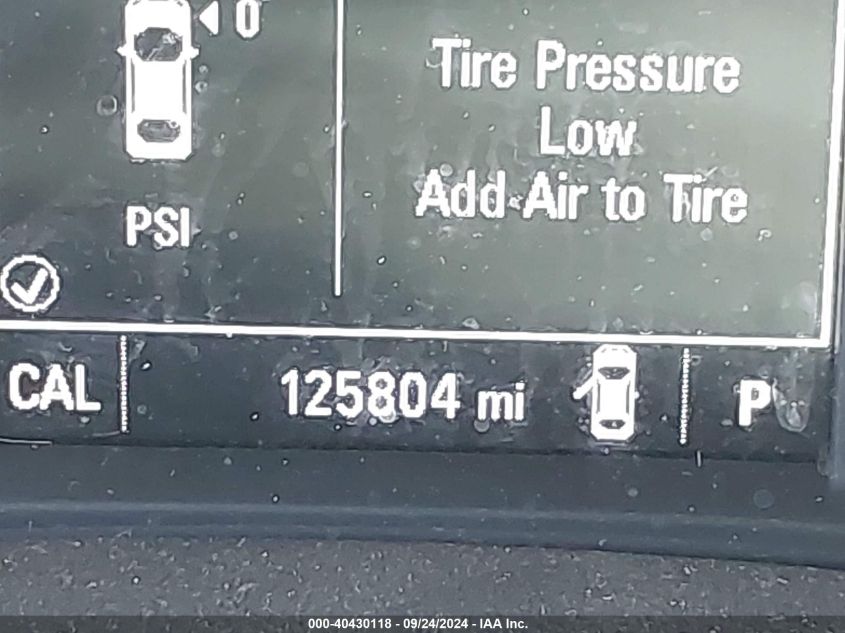 0
Tire Pressure
Low
Add Air to Tire
PSI
CAL
125804 mi
P
000-40430118 - 09/24/2024 - IAA Inc.